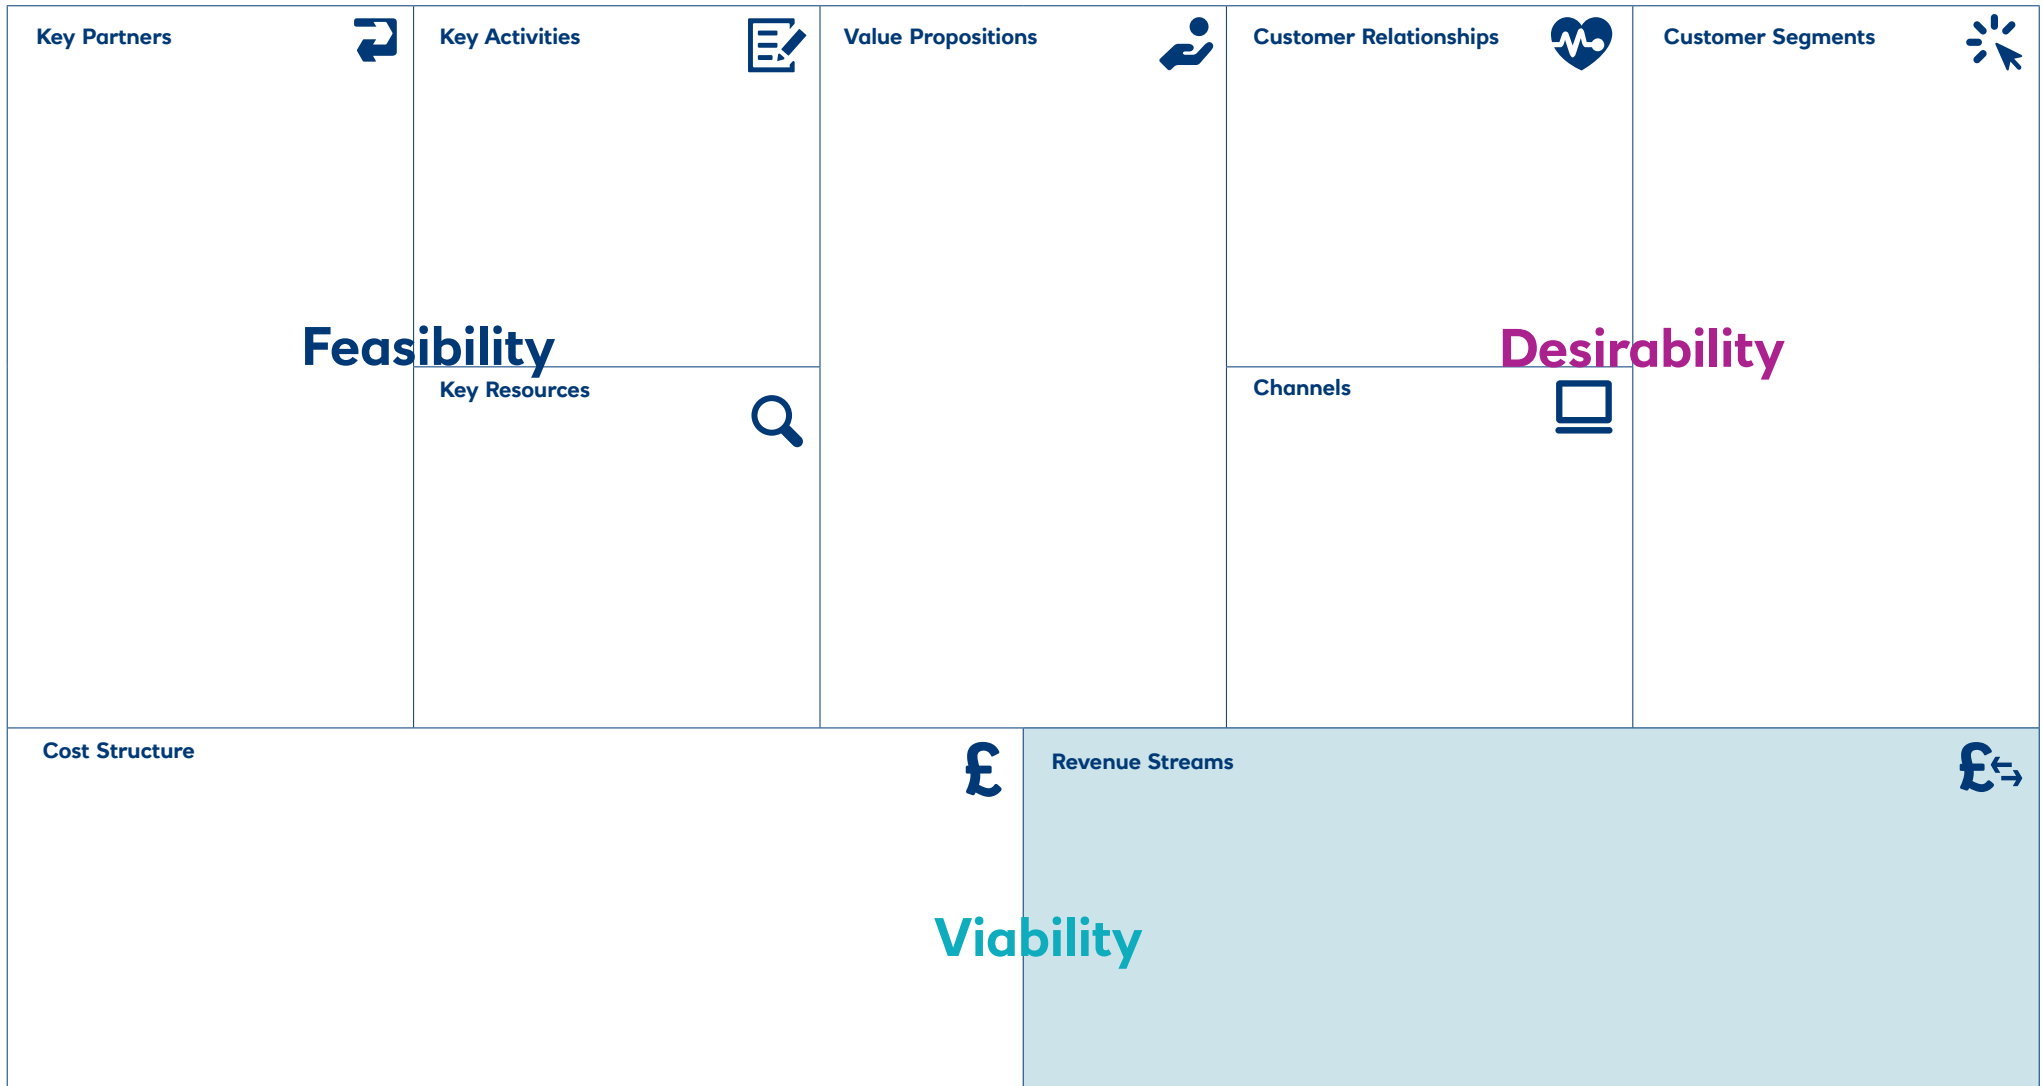 Key Partners
Key Activities
Value Propositions
Customer Relationships
Customer Segments
Feasibility
Desirability
Key Resources
Channels
Cost Structure
£
Revenue Streams
£
Viability